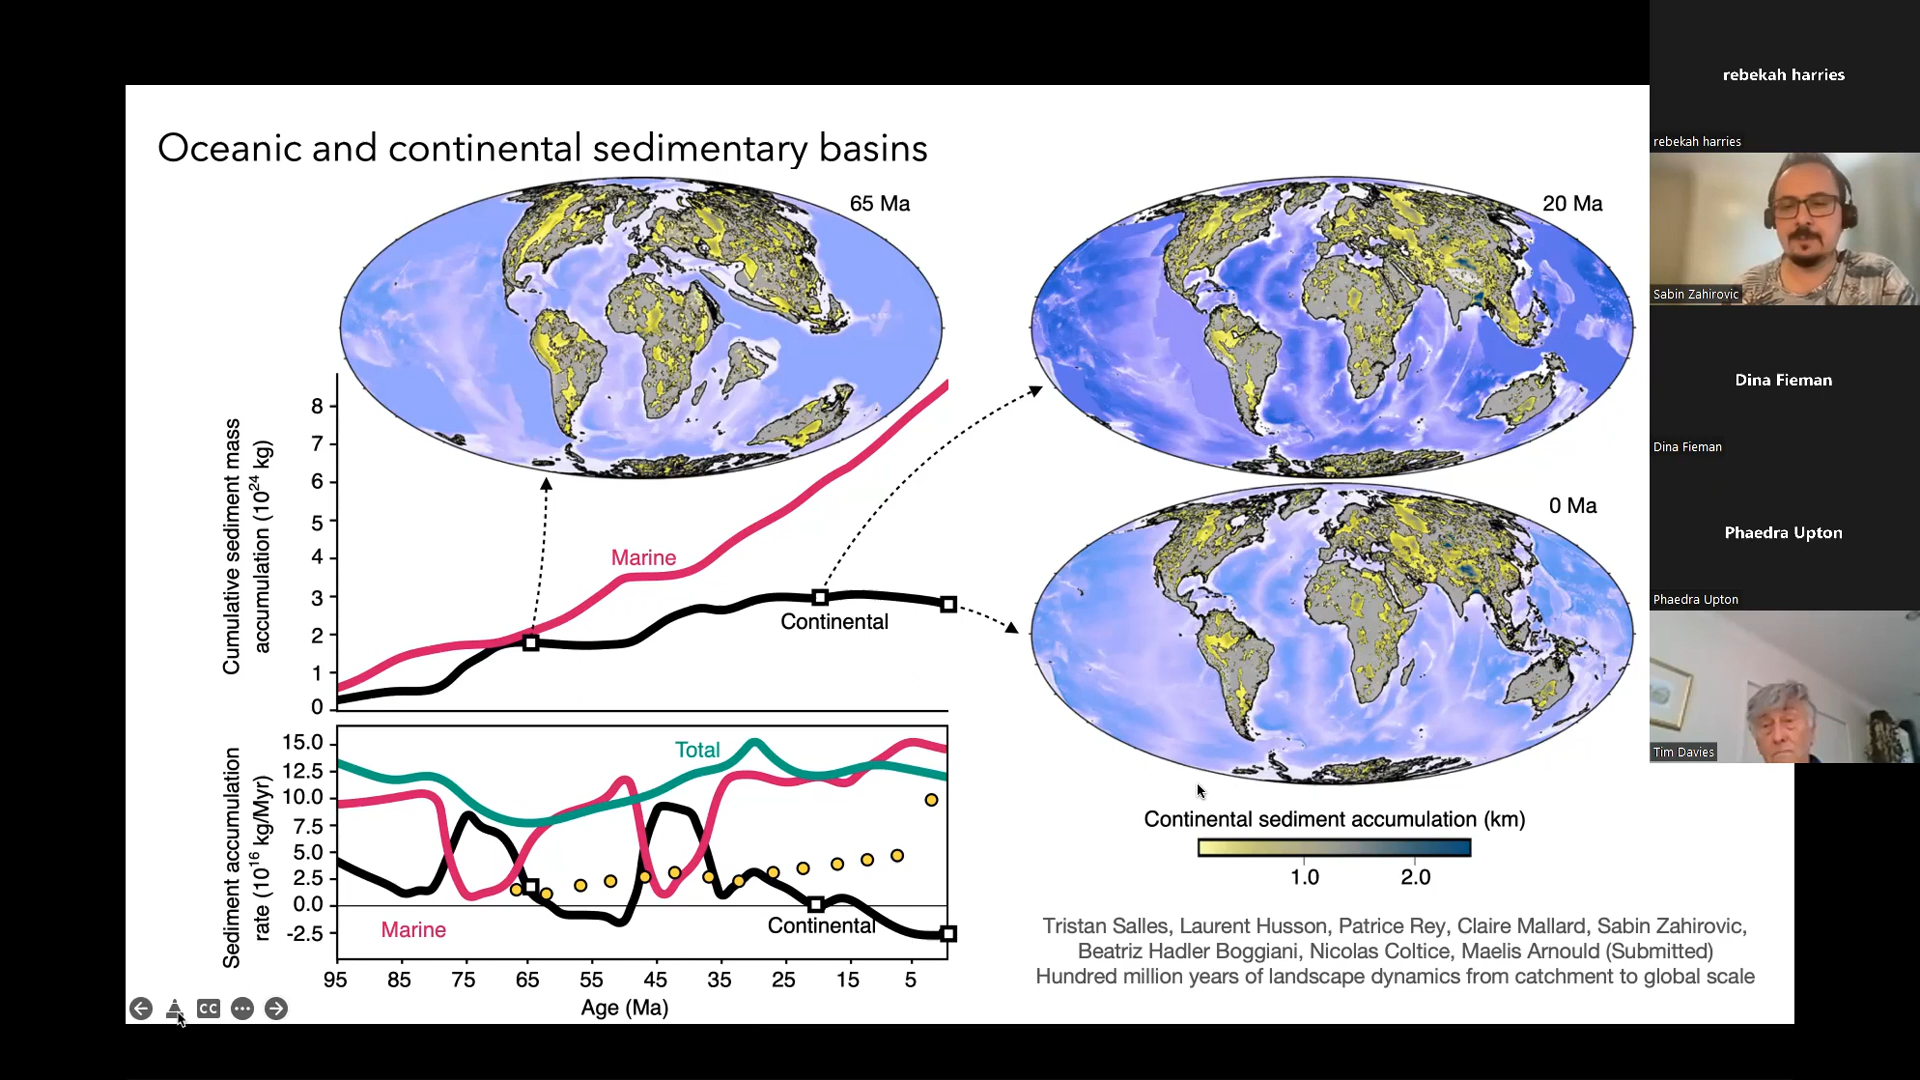 Oceanic and continental sedimentary basins
65 Ma
20 Ma
0 Ma
Cumulative sediment mass
accumulation (10²⁴ kg)
8
7
6
5
4
3
2
1
0
Marine
Continental
Sediment accumulation
rate (10¹⁶ kg/Myr)
15.0
12.5
10.0
7.5
5.0
2.5
0.0
-2.5
Total
Marine
Continental
95 85 75 65 55 45 35 25 15 5
Age (Ma)
Continental sediment accumulation (km)
1.0 2.0
Tristan Salles, Laurent Husson, Patrice Rey, Claire Mallard, Sabin Zahirovic,
Beatriz Hadler Boggiani, Nicolas Coltice, Maelis Arnould (Submitted)
Hundred million years of landscape dynamics from catchment to global scale
CC
rebekah harries
rebekah harries
Sabin Zahirovic
Dina Fieman
Dina Fieman
Phaedra Upton
Phaedra Upton
Tim Davies